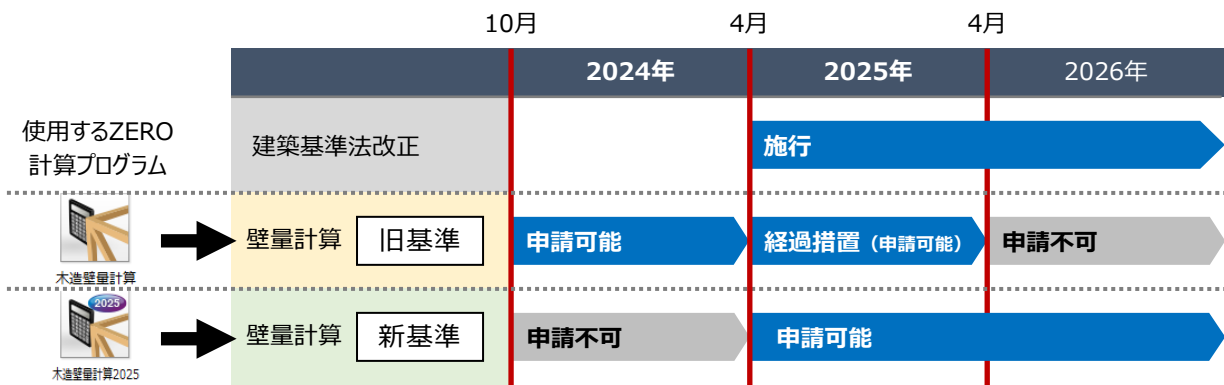 10月 4月 4月
2024年 2025年 2026年
使用するZERO
計算プログラム
建築基準法改正 施行
木造壁量計算
壁量計算 旧基準 申請可能 経過措置（申請可能） 申請不可
2025
木造壁量計算2025
壁量計算 新基準 申請不可 申請可能